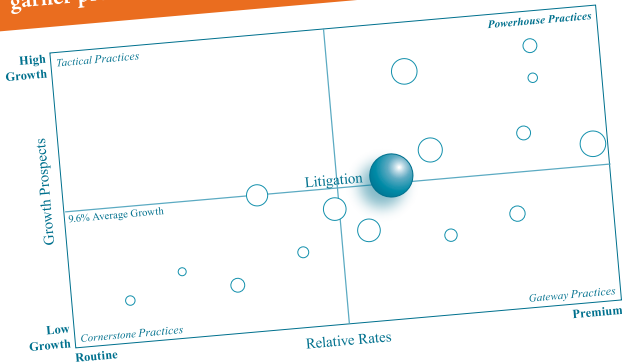 garner
Powerhouse Practices
High
Growth
Tactical Practices
Growth Prospects
Litigation
9.6% Average Growth
Gateway Practices
Low
Growth
Cornerstone Practices
Premium
Routine
Relative Rates